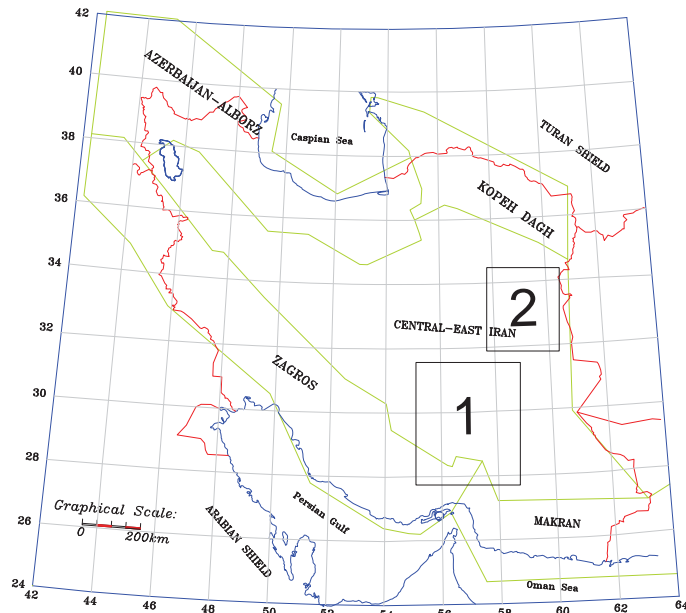 42
40
38
36
34
32
30
28
26
24
AZERBAIJAN-ALBORZ
Caspian Sea
TURAN SHIELD
KOPEH DAGH
2
CENTRAL-EAST IRAN
ZAGROS
1
Graphical Scale:
0 200km
Persian Gulf
ARABIAN SHIELD
MAKRAN
Oman Sea
42 44 46 48 50 52 54 56 58 60 62 64